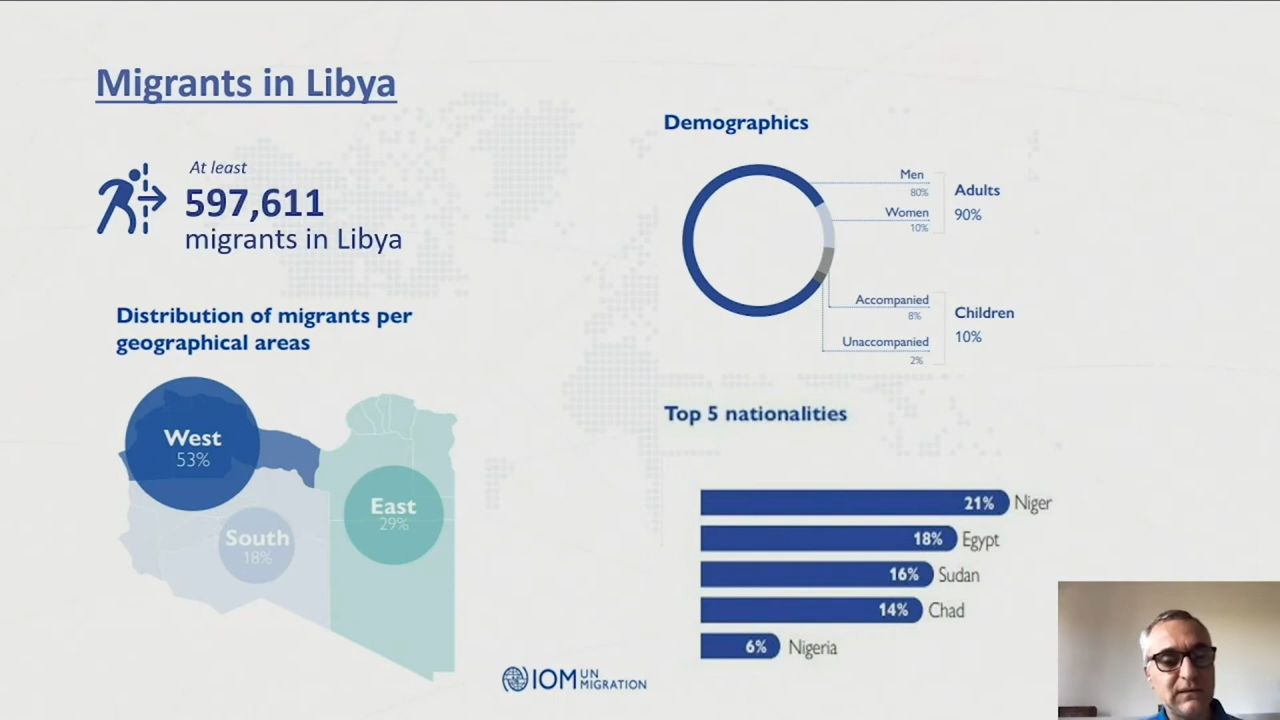 Migrants in Libya
At least
597,611
migrants in Libya
Distribution of migrants per
geographical areas
West
53%
South
18%
East
29%
Demographics
Men
80%
Women
10%
Adults
90%
Accompanied
8%
Unaccompanied
2%
Children
10%
Top 5 nationalities
21% Niger
18% Egypt
16% Sudan
14% Chad
6% Nigeria
IOM UN
MIGRATION